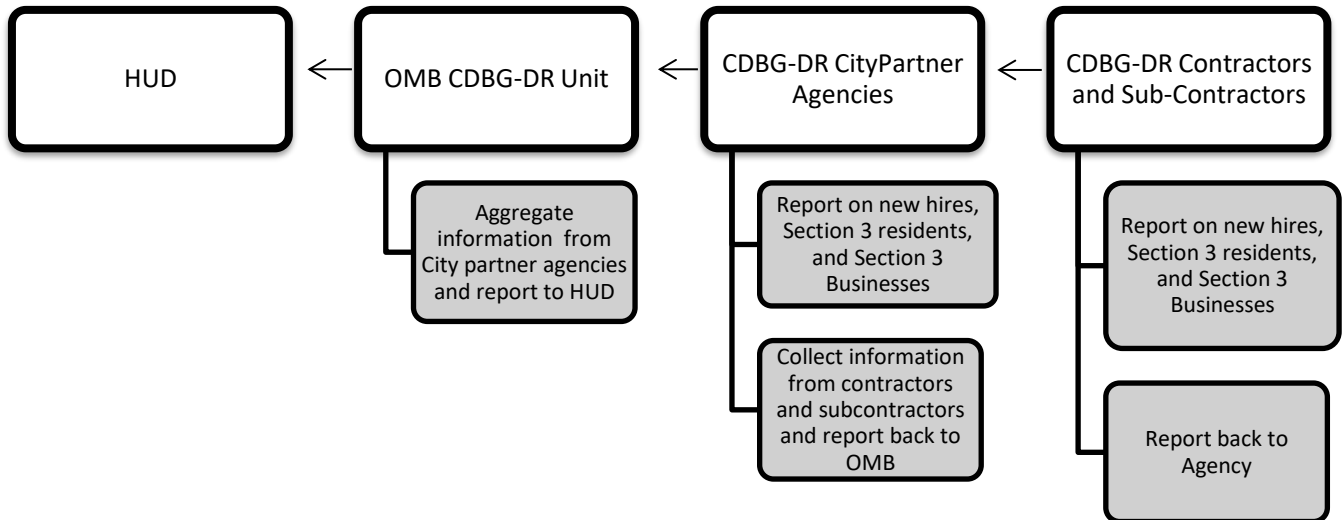 HUD
OMB CDBG-DR Unit
CDBG-DR CityPartner
Agencies
CDBG-DR Contractors
and Sub-Contractors
Aggregate
information from
City partner agencies
and report to HUD
Report on new hires,
Section 3 residents,
and Section 3
Businesses
Collect information
from contractors
and subcontractors
and report back to
OMB
Report on new hires,
Section 3 residents,
and Section 3
Businesses
Report back to
Agency